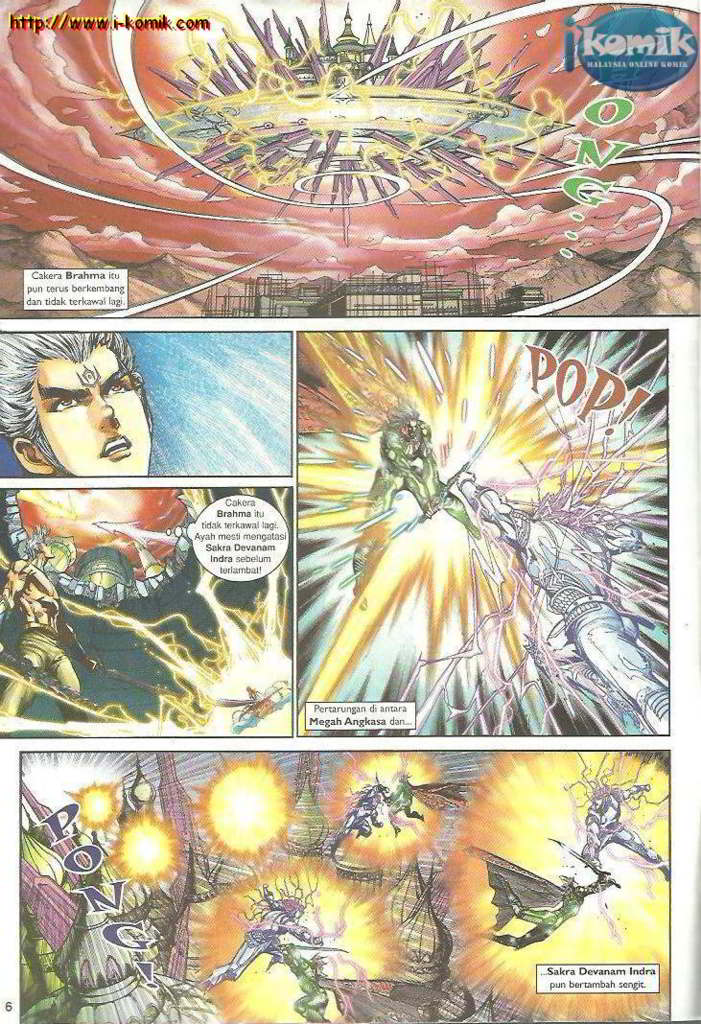 http://www.i-komik.com
ikomik
MALAYSIA ONLINE KOMIK
ONG...
Cakera Brahma itu
pun terus berkembang
dan tidak terkawal lagi.
POP!
Cakera
Brahma itu
tidak terkawal lagi.
Ayah mesti mengatasi
Sakra Devanam
Indra sebelum
terlambat!
Pertarungan di antara
Megah Angkasa dan...
PONG!
...Sakra Devanam Indra
pun bertambah sengit.
6